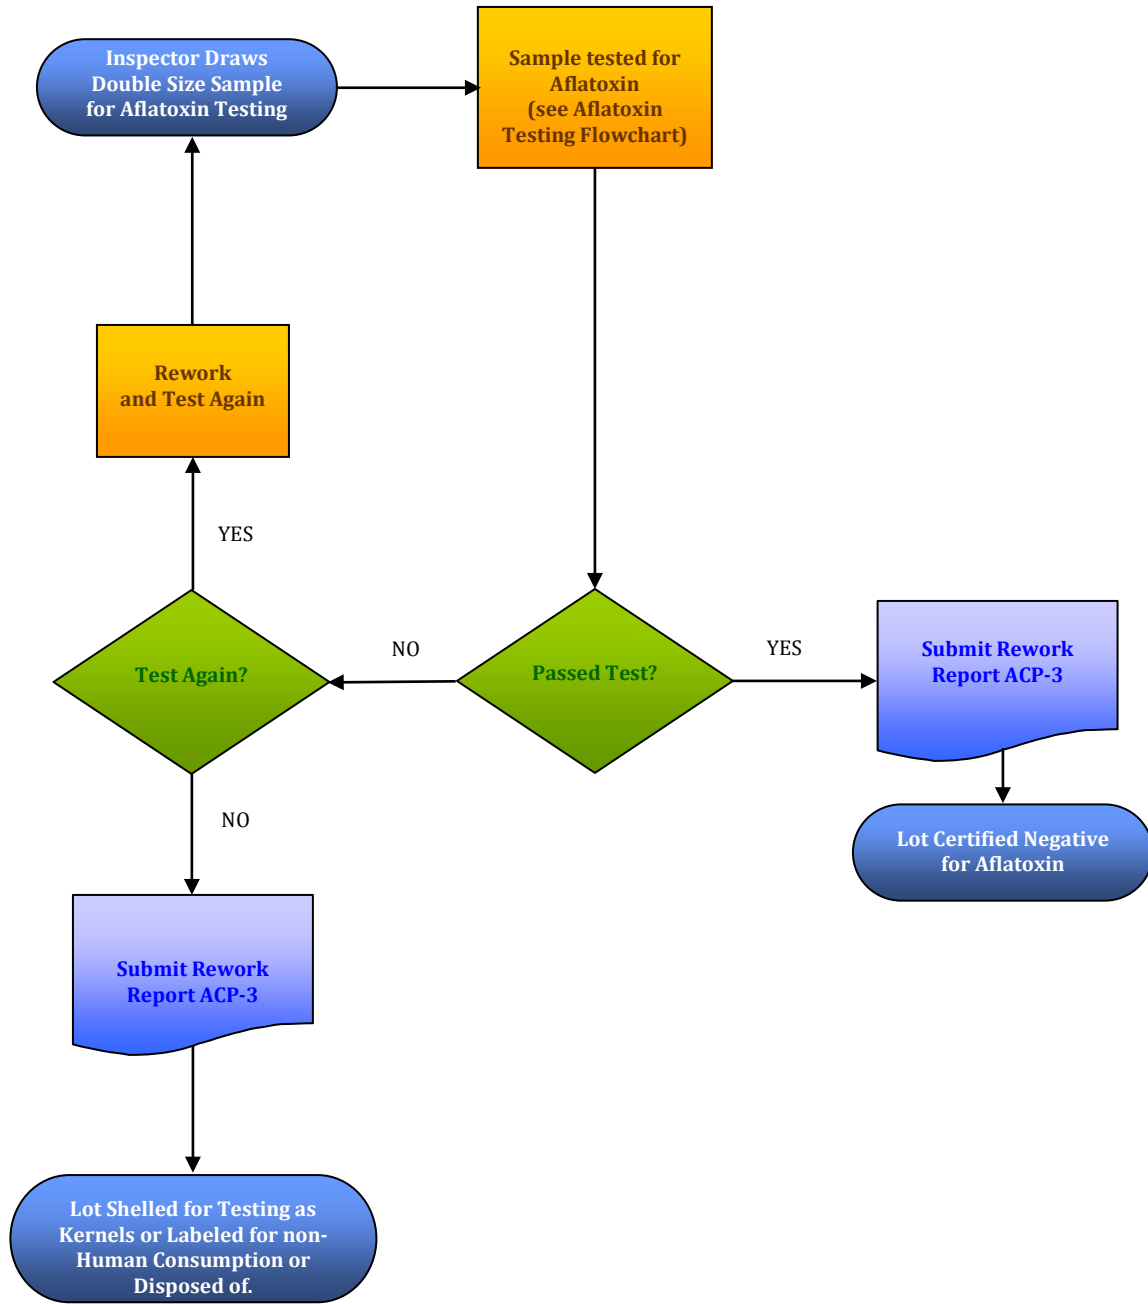 Inspector Draws
Double Size Sample
for Aflatoxin Testing
Sample tested for
Aflatoxin
(see Aflatoxin
Testing Flowchart)
Rework
and Test Again
YES
Test Again?
NO
Passed Test?
YES
Submit Rework
Report ACP-3
Lot Certified Negative
for Aflatoxin
NO
Submit Rework
Report ACP-3
Lot Shelled for Testing as
Kernels or Labeled for non-
Human Consumption or
Disposed of.